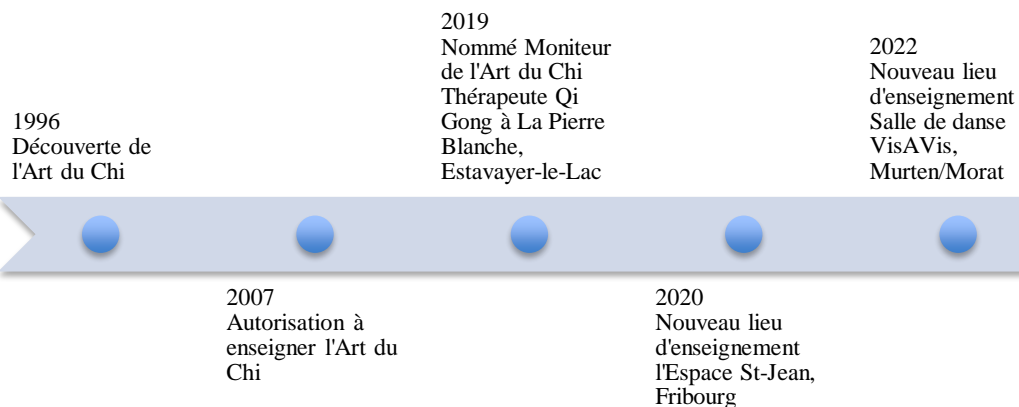 1996
Découverte de
l'Art du Chi
2007
Autorisation à
enseigner l'Art du
Chi
2019
Nommé Moniteur
de l'Art du Chi
Thérapeute Qi
Gong à La Pierre
Blanche,
Estavayer-le-Lac
2020
Nouveau lieu
d'enseignement
l'Espace St-Jean,
Fribourg
2022
Nouveau lieu
d'enseignement
Salle de danse
VisAVis,
Murten/Morat